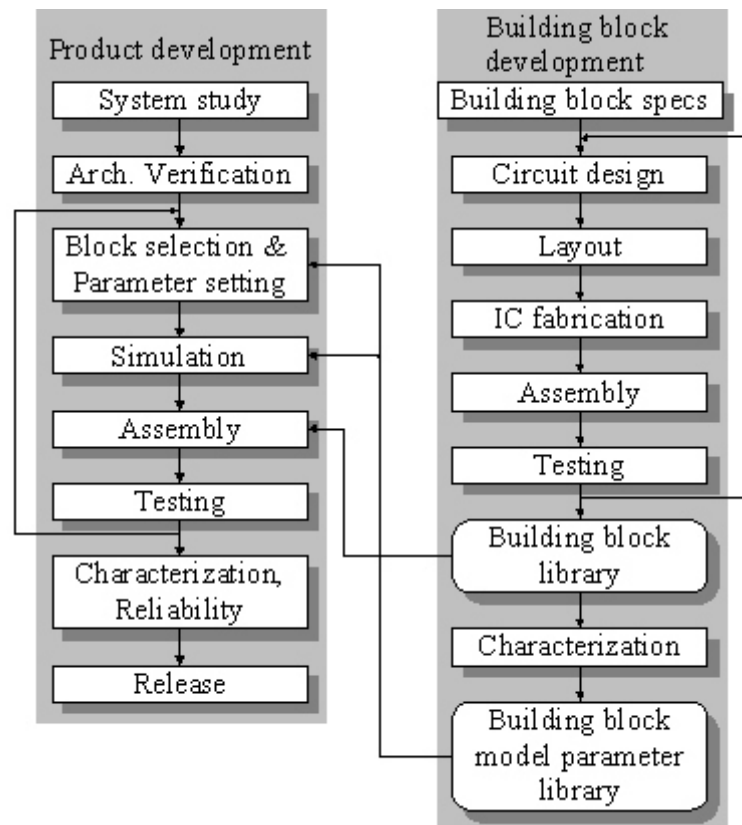 Product development
System study
Arch. Verification
Block selection &
Parameter setting
Simulation
Assembly
Testing
Characterization,
Reliability
Release
Building block
development
Building block specs
Circuit design
Layout
IC fabrication
Assembly
Testing
Building block
library
Characterization
Building block
model parameter
library